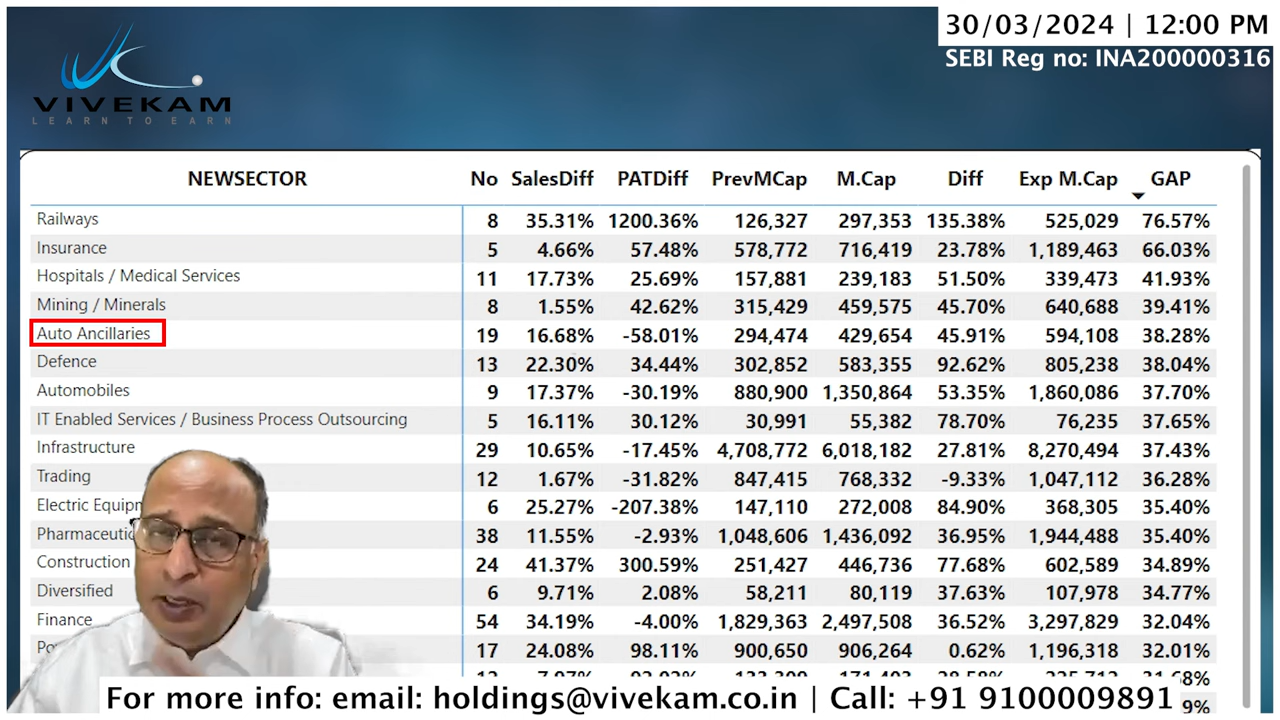 30/03/2024 | 12:00 PM
SEBI Reg no: INA200000316
VIVEKAM
LEARN TO EARN
NEWSECTOR No SalesDiff PATDiff PrevMCap M.Cap Diff Exp M.Cap GAP
Railways 8 35.31% 1200.36% 126,327 297,353 135.38% 525,029 76.57%
Insurance 5 4.66% 57.48% 578,772 716,419 23.78% 1,189,463 66.03%
Hospitals / Medical Services 11 17.73% 25.69% 157,881 239,183 51.50% 339,473 41.93%
Mining / Minerals 8 1.55% 42.62% 315,429 459,575 45.70% 640,688 39.41%
Auto Ancillaries 19 16.68% -58.01% 294,474 429,654 45.91% 594,108 38.28%
Defence 13 22.30% 34.44% 302,852 583,355 92.62% 805,238 38.04%
Automobiles 9 17.37% -30.19% 880,900 1,350,864 53.35% 1,860,086 37.70%
IT Enabled Services / Business Process Outsourcing 5 16.11% 30.12% 30,991 55,382 78.70% 76,235 37.65%
Infrastructure 29 10.65% -17.45% 4,708,772 6,018,182 27.81% 8,270,494 37.43%
Trading 12 1.67% -31.82% 847,415 768,332 -9.33% 1,047,112 36.28%
Electric 6 25.27% -207.38% 147,110 272,008 84.90% 368,305 35.40%
38 11.55% -2.93% 1,048,606 1,436,092 36.95% 1,944,488 35.40%
Construction 24 41.37% 300.59% 251,427 446,736 77.68% 602,589 34.89%
Diversified 6 9.71% 2.08% 58,211 80,119 37.63% 107,978 34.77%
Finance 54 34.19% -4.00% 1,829,363 2,497,508 36.52% 3,297,829 32.04%
17 24.08% 98.11% 900,650 906,264 0.62% 1,196,318 32.01%
For more info: email: holdings@vivekam.co.in | Call: +91 9100009891